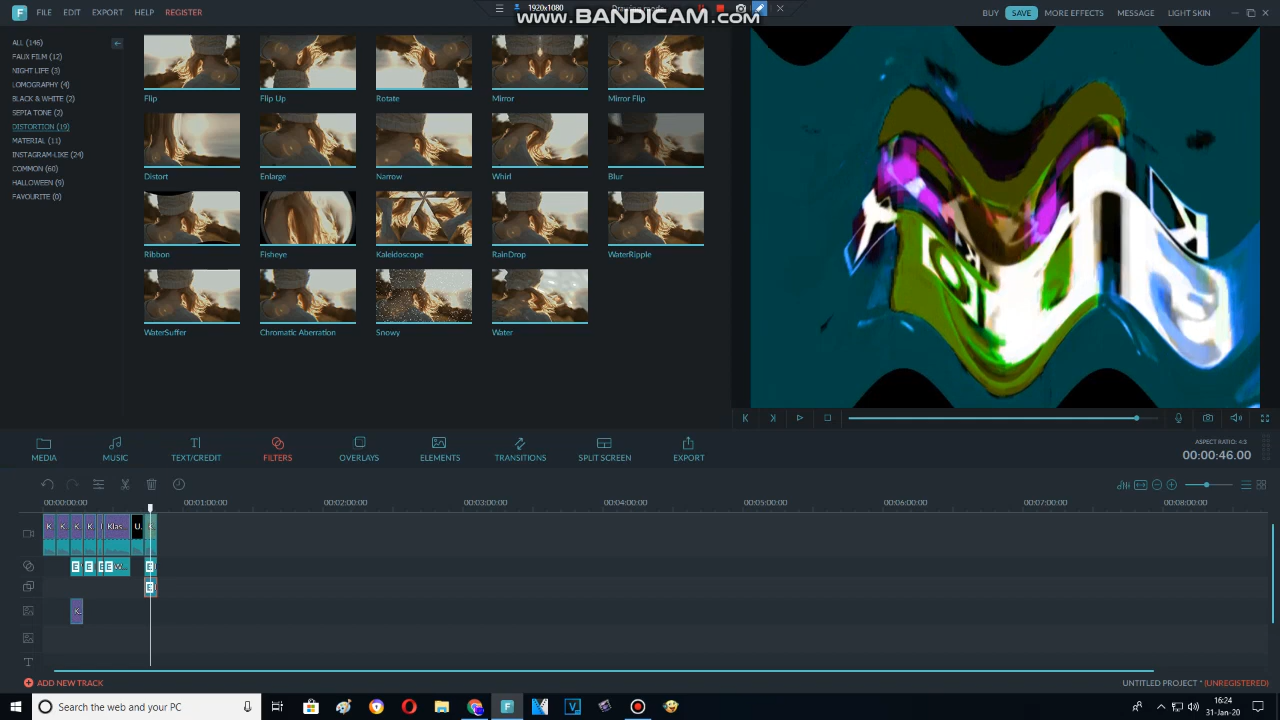 FILE EDIT EXPORT HELP REGISTER
1920x1080
www.BANDICAM.com
BUY SAVE MORE EFFECTS MESSAGE LIGHT SKIN
ALL (146)
FAUX FILM (12)
NIGHT LIFE (3)
LOMOGRAPHY (4)
BLACK & WHITE (2)
SEPIA TONE (2)
DISTORTION (19)
MATERIAL (11)
INSTAGRAM-LIKE (24)
COMMON (60)
HALLOWEEN (9)
FAVOURITE (0)
Flip Flip Up Rotate Mirror Mirror Flip
Distort Enlarge Narrow Whirl Blur
Ribbon Fisheye Kaleidoscope RainDrop WaterRipple
WaterSuffer Chromatic Aberration Snowy Water
MEDIA MUSIC TEXT/CREDIT FILTERS OVERLAYS ELEMENTS TRANSITIONS SPLIT SCREEN EXPORT
ASPECT RATIO: 4:3
00:00:46.00
00:00:00:00 00:01:00:00 00:02:00:00 00:03:00:00 00:04:00:00 00:05:00:00 00:06:00:00 00:07:00:00 00:08:00:00
K K K K Klas... U
E E E W... E
E
K
ADD NEW TRACK
UNTITLED PROJECT * (UNREGISTERED)
Search the web and your PC
16:24
31-Jan-20